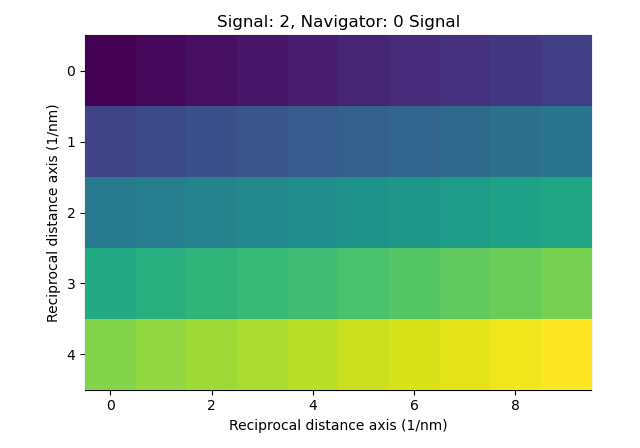 Signal: 2, Navigator: 0 Signal
Reciprocal distance axis (1/nm)
0
1
2
3
4
0 2 4 6 8
Reciprocal distance axis (1/nm)